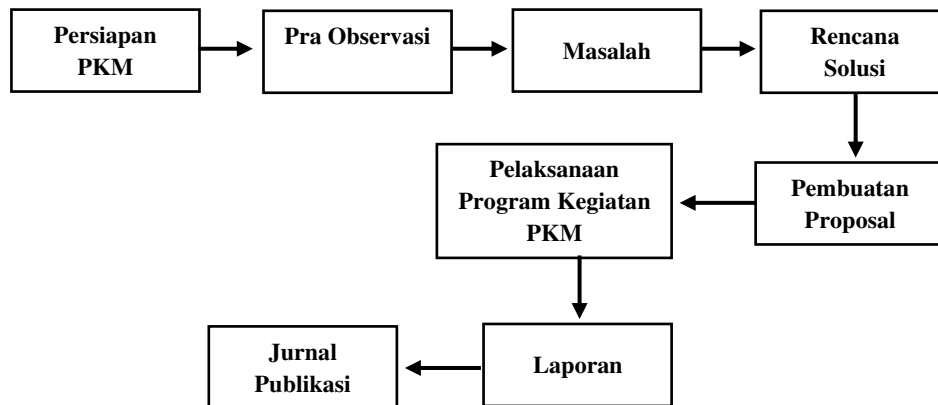 Persiapan
PKM
Pra Observasi
Masalah
Rencana
Solusi
Pembuatan
Proposal
Pelaksanaan
Program Kegiatan
PKM
Laporan
Jurnal
Publikasi